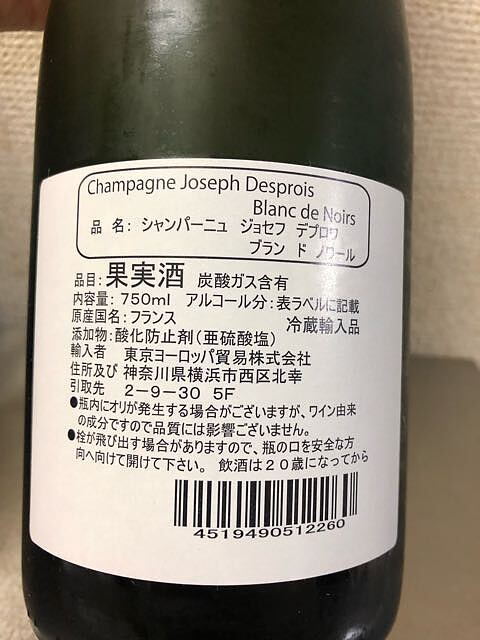 Champagne Joseph Desprois
Blanc de Noirs
品 名: シャンパーニュ ジョセフ デプロワ
ブラン ド ノワール
品目:果実酒 炭酸ガス含有
内容量:750ml アルコール分:表ラベルに記載
原産国名:フランス 冷蔵輸入品
添加物:酸化防止剤(亜硫酸塩)
輸入者 東京ヨーロッパ貿易株式会社
住所及び 神奈川県横浜市西区北幸
引取先 2-9-30 5F
●瓶内にオリが発生する場合がございますが、ワイン由来
の成分ですので品質には影響ございません。
●栓が飛び出す場合がありますので、瓶の口を安全な方
向へ向けて開けて下さい。 飲酒は20歳になってから
4519490512260